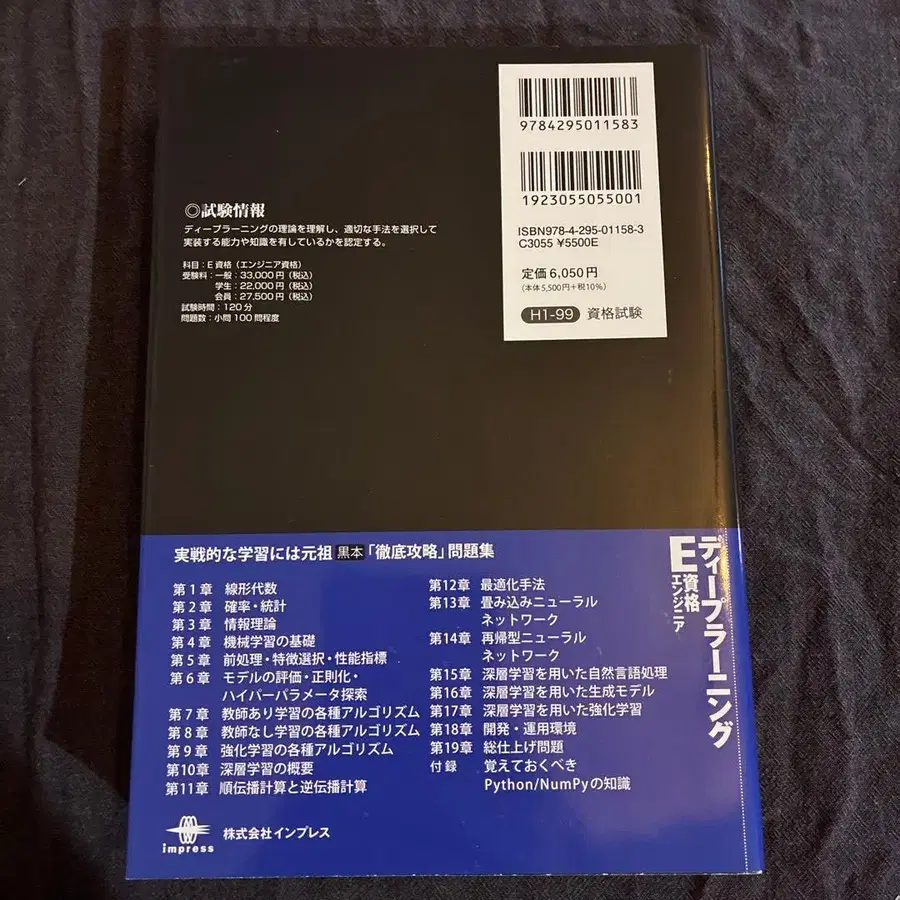 9784295011583
1923055055001
ISBN978-4-295-01158-3
C3055 ¥5500E
定価6,050円
(本体5,500円+税10%)
H1-99 資格試験
◎試験情報
ディープラーニングの理論を理解し、適切な手法を選択して
実装する能力や知識を有しているかを認定する。
科目:E資格(エンジニア資格)
受験料:一般:33,000円(税込)
学生:22,000円(税込)
会員:27,500円(税込)
試験時間:120分
問題数:小問100問程度
実戦的な学習には元祖 黒本 「徹底攻略」問題集
第1章 線形代数
第2章 確率・統計
第3章 情報理論
第4章 機械学習の基礎
第5章 前処理・特徴選択・性能指標
第6章 モデルの評価・正則化・
ハイパーパラメータ探索
第7章 教師あり学習の各種アルゴリズム
第8章 教師なし学習の各種アルゴリズム
第9章 強化学習の各種アルゴリズム
第10章 深層学習の概要
第11章 順伝播計算と逆伝播計算
第12章 最適化手法
第13章 畳み込みニューラル
ネットワーク
第14章 再帰型ニューラル
ネットワーク
第15章 深層学習を用いた自然言語処理
第16章 深層学習を用いた生成モデル
第17章 深層学習を用いた強化学習
第18章 開発・運用環境
第19章 総仕上げ問題
付録 覚えておくべき
Python/NumPyの知識
ディープラーニング
E資格
エンジニア
impress
株式会社インプレス